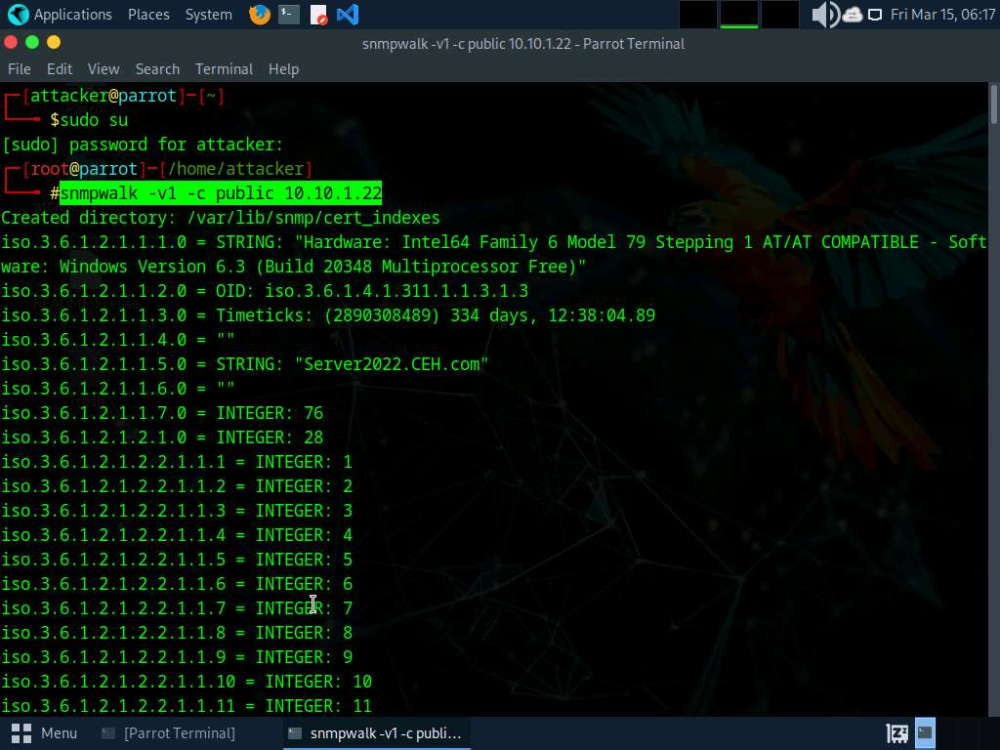 Applications Places System Fri Mar 15, 06:17
snmpwalk -v1 -c public 10.10.1.22 - Parrot Terminal
File Edit View Search Terminal Help
┌─[attacker@parrot]─[~]
└──╼ $sudo su
[sudo] password for attacker:
┌─[root@parrot]─[/home/attacker]
└──╼ #snmpwalk -v1 -c public 10.10.1.22
Created directory: /var/lib/snmp/cert_indexes
iso.3.6.1.2.1.1.1.0 = STRING: "Hardware: Intel64 Family 6 Model 79 Stepping 1 AT/AT COMPATIBLE - Soft
ware: Windows Version 6.3 (Build 20348 Multiprocessor Free)"
iso.3.6.1.2.1.1.2.0 = OID: iso.3.6.1.4.1.311.1.1.3.1.3
iso.3.6.1.2.1.1.3.0 = Timeticks: (2890308489) 334 days, 12:38:04.89
iso.3.6.1.2.1.1.4.0 = ""
iso.3.6.1.2.1.1.5.0 = STRING: "Server2022.CEH.com"
iso.3.6.1.2.1.1.6.0 = ""
iso.3.6.1.2.1.1.7.0 = INTEGER: 76
iso.3.6.1.2.1.2.1.0 = INTEGER: 28
iso.3.6.1.2.1.2.2.1.1.1 = INTEGER: 1
iso.3.6.1.2.1.2.2.1.1.2 = INTEGER: 2
iso.3.6.1.2.1.2.2.1.1.3 = INTEGER: 3
iso.3.6.1.2.1.2.2.1.1.4 = INTEGER: 4
iso.3.6.1.2.1.2.2.1.1.5 = INTEGER: 5
iso.3.6.1.2.1.2.2.1.1.6 = INTEGER: 6
iso.3.6.1.2.1.2.2.1.1.7 = INTEGER: 7
iso.3.6.1.2.1.2.2.1.1.8 = INTEGER: 8
iso.3.6.1.2.1.2.2.1.1.9 = INTEGER: 9
iso.3.6.1.2.1.2.2.1.1.10 = INTEGER: 10
iso.3.6.1.2.1.2.2.1.1.11 = INTEGER: 11
Menu [Parrot Terminal] snmpwalk -v1 -c publi...